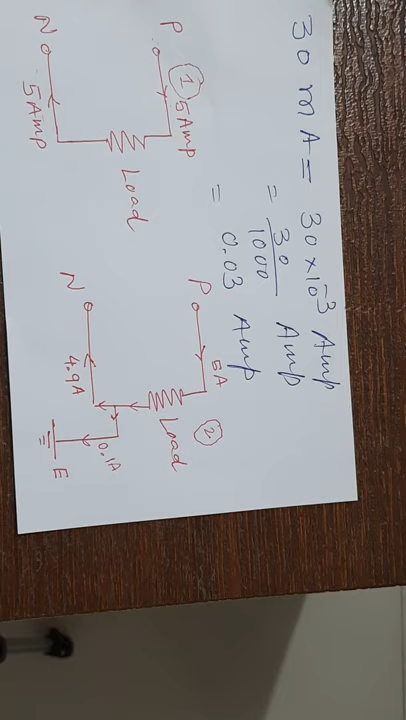 30 mA = 30×10⁻³ Amp
= 30/1000 Amp
= 0.03 Amp
1
P
5Amp
Load
N
5Amp
2
P
5A
Load
N
4.9A
0.1A
E